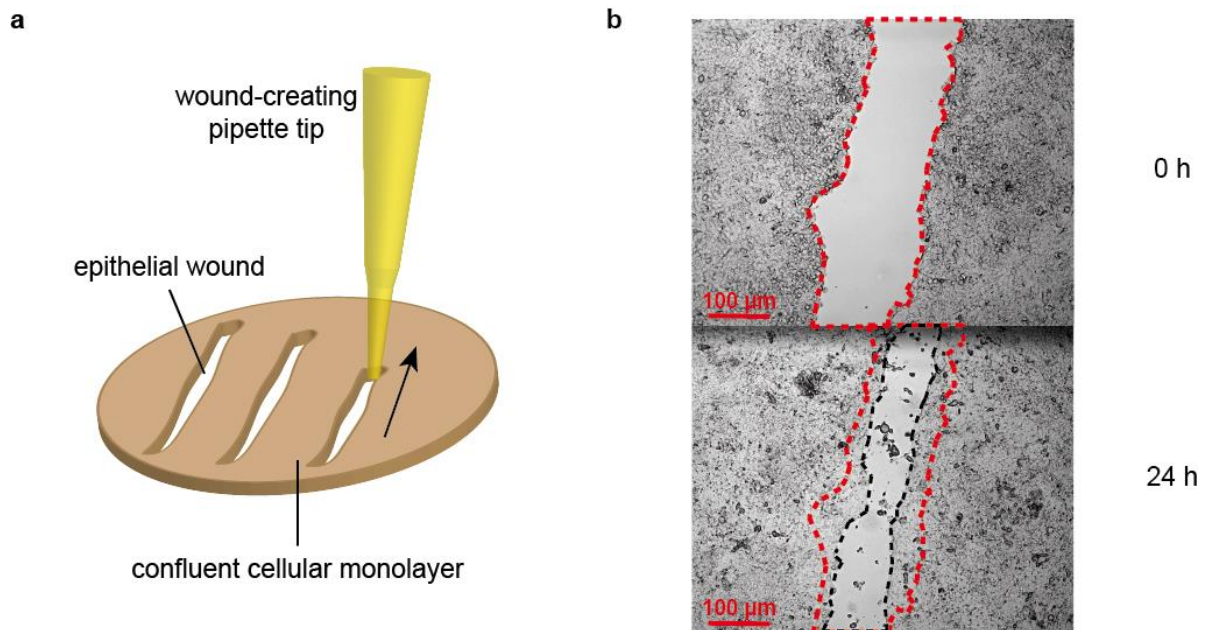 a
wound-creating
pipette tip
epithelial wound
confluent cellular monolayer
b
100 µm
0 h
100 µm
24 h